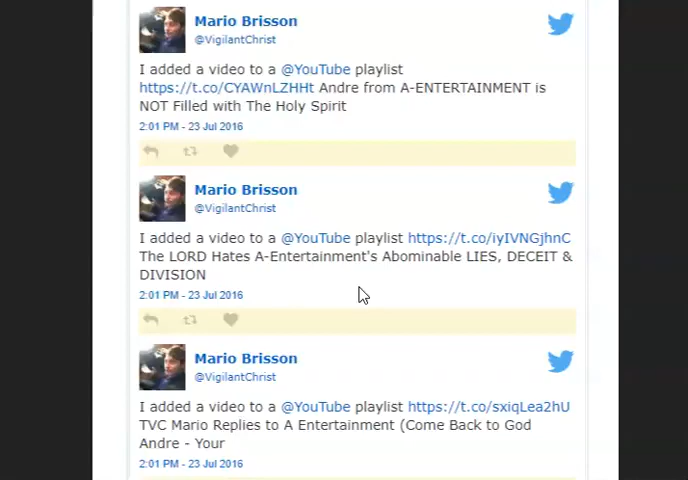 Mario Brisson
@VigilantChrist
I added a video to a @YouTube playlist
https://t.co/CYAWnLZHHt Andre from A-ENTERTAINMENT is
NOT Filled with The Holy Spirit
2:01 PM - 23 Jul 2016
Mario Brisson
@VigilantChrist
I added a video to a @YouTube playlist https://t.co/iyIVNGjhnC
The LORD Hates A-Entertainment's Abominable LIES, DECEIT &
DIVISION
2:01 PM - 23 Jul 2016
Mario Brisson
@VigilantChrist
I added a video to a @YouTube playlist https://t.co/sxiqLea2hU
TVC Mario Replies to A Entertainment (Come Back to God
Andre - Your
2:01 PM - 23 Jul 2016